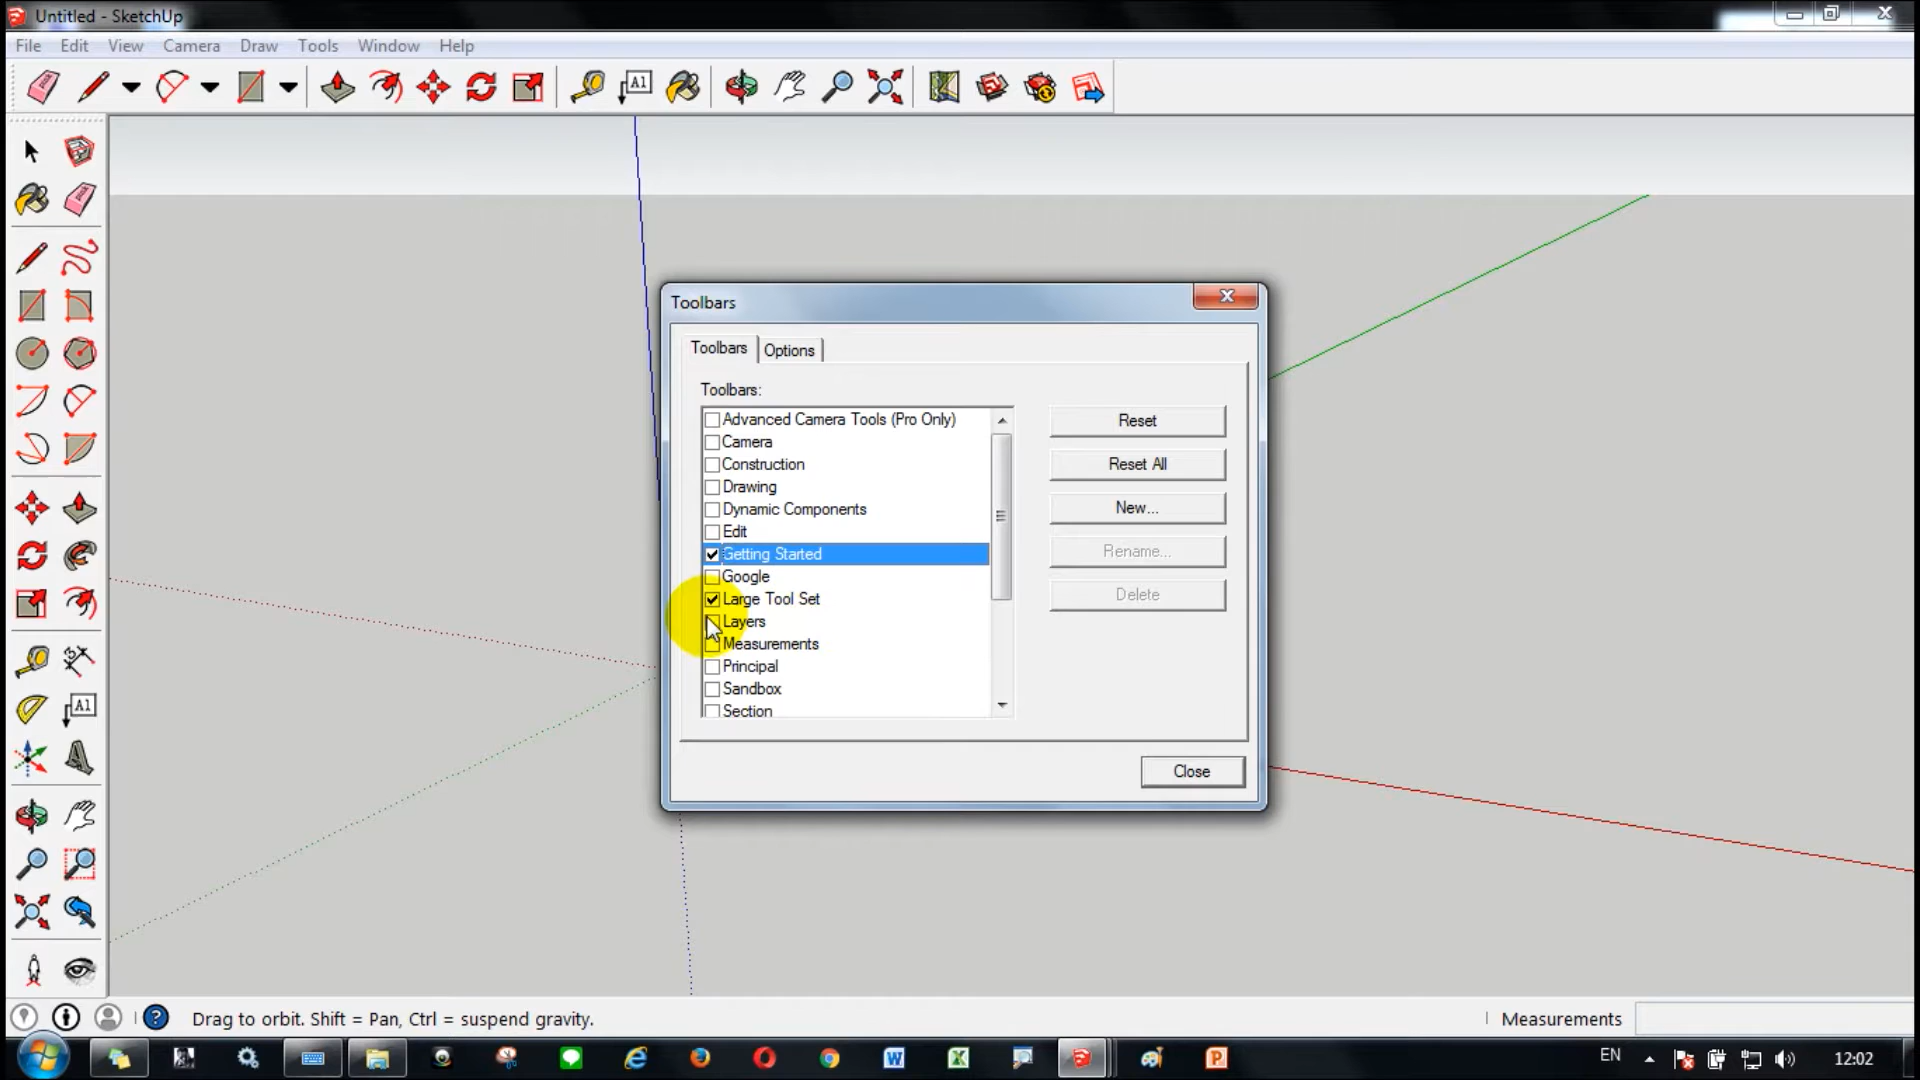 Untitled - SketchUp
File Edit View Camera Draw Tools Window Help
A1
Toolbars
Toolbars Options
Toolbars:
Advanced Camera Tools (Pro Only)
Camera
Construction
Drawing
Dynamic Components
Edit
Getting Started
Google
Large Tool Set
Layers
Measurements
Principal
Sandbox
Section
Reset
Reset All
New...
Rename...
Delete
Close
A1
Drag to orbit. Shift = Pan, Ctrl = suspend gravity.
Measurements
EN
12:02